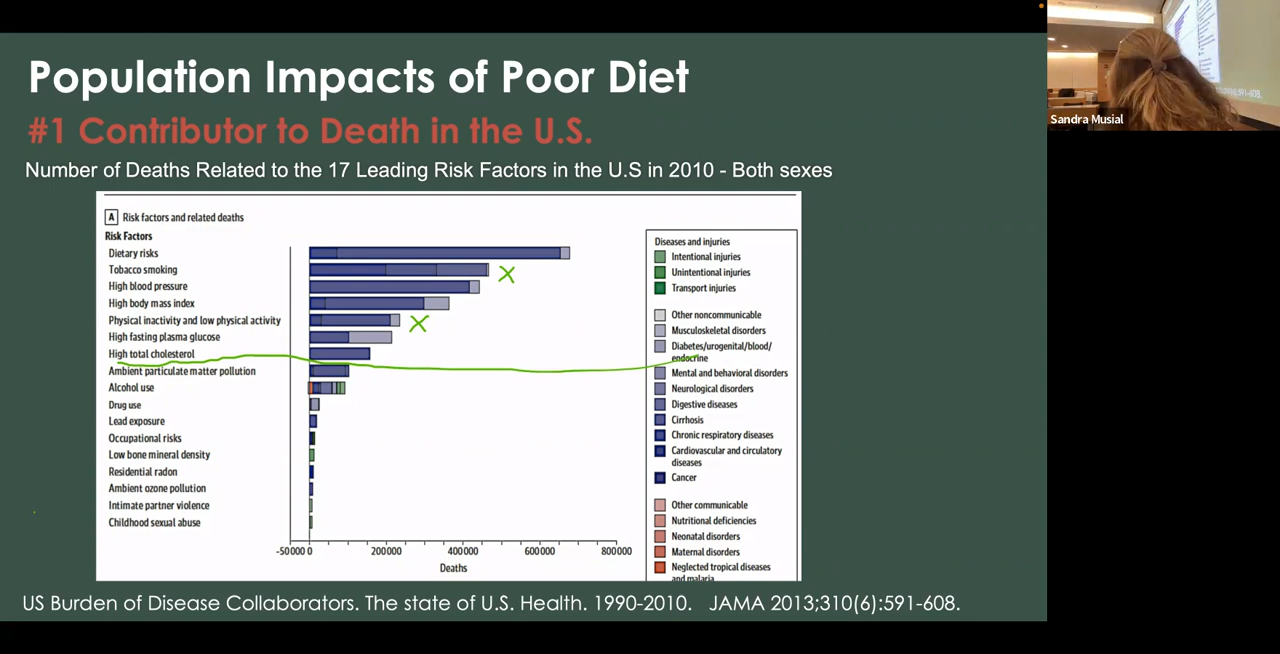 Population Impacts of Poor Diet
#1 Contributor to Death in the U.S.
Number of Deaths Related to the 17 Leading Risk Factors in the U.S in 2010 - Both sexes
A Risk factors and related deaths
Risk Factors
Dietary risks
Tobacco smoking
High blood pressure
High body mass index
Physical inactivity and low physical activity
High fasting plasma glucose
High total cholesterol
Ambient particulate matter pollution
Alcohol use
Drug use
Lead exposure
Occupational risks
Low bone mineral density
Residential radon
Ambient ozone pollution
Intimate partner violence
Childhood sexual abuse
-50000 0 200000 400000 600000 800000
Deaths
Diseases and injuries
Intentional injuries
Unintentional injuries
Transport injuries
Other noncommunicable
Musculoskeletal disorders
Diabetes/urogenital/blood/
endocrine
Mental and behavioral disorders
Neurological disorders
Digestive diseases
Cirrhosis
Chronic respiratory diseases
Cardiovascular and circulatory
diseases
Cancer
Other communicable
Nutritional deficiencies
Neonatal disorders
Maternal disorders
Neglected tropical diseases
and malaria
US Burden of Disease Collaborators. The state of U.S. Health. 1990-2010. JAMA 2013;310(6):591-608.
Sandra Musial